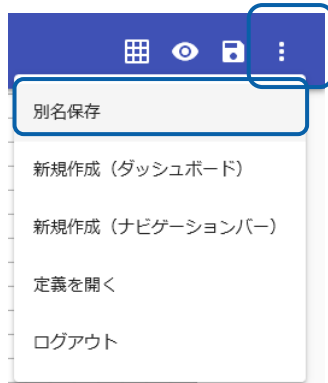 別名保存
新規作成（ダッシュボード）
新規作成（ナビゲーションバー）
定義を開く
ログアウト